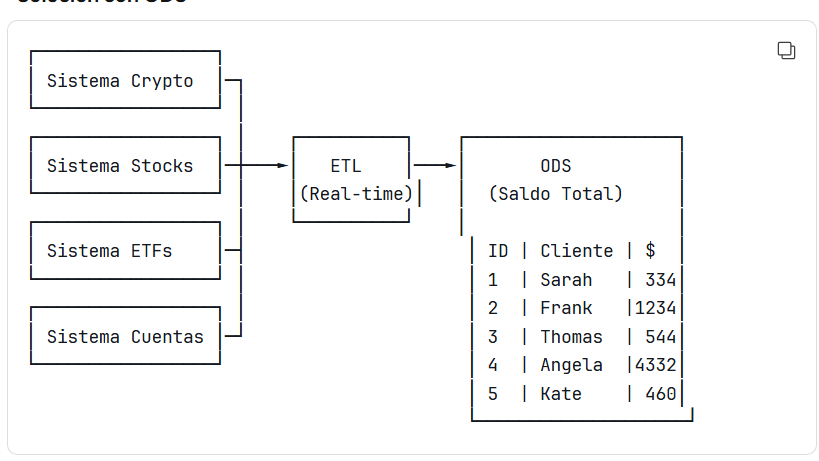 Sistema Crypto
Sistema Stocks
ETL
(Real-time)
ODS
(Saldo Total)
Sistema ETFs
Sistema Cuentas
ID | Cliente | $
1 | Sarah | 334
2 | Frank |1234
3 | Thomas | 544
4 | Angela |4332
5 | Kate | 460